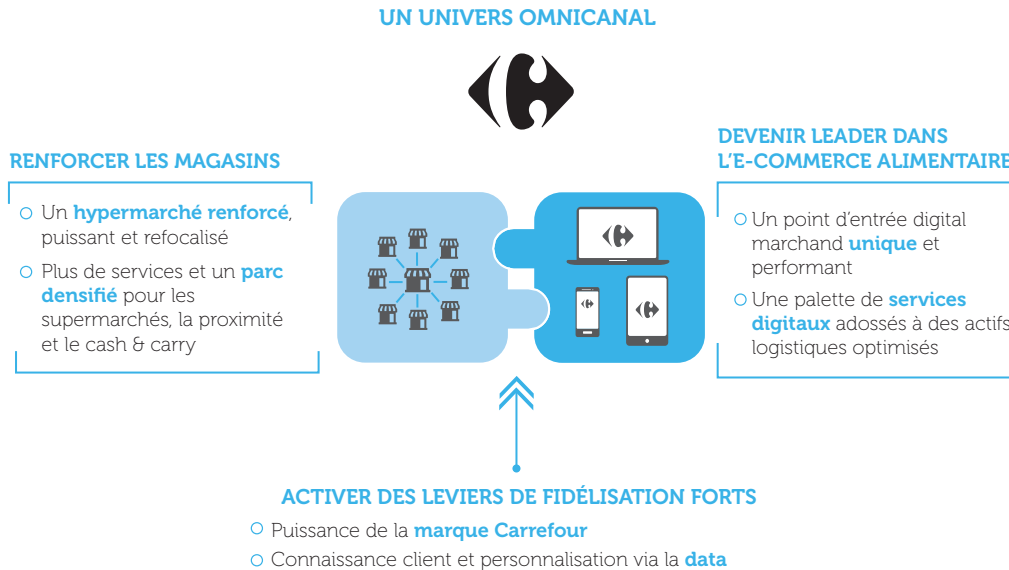 UN UNIVERS OMNICANAL
RENFORCER LES MAGASINS
Un hypermarché renforcé,
puissant et refocalisé
Plus de services et un parc
densifié pour les
supermarchés, la proximité
et le cash & carry
DEVENIR LEADER DANS
L'E-COMMERCE ALIMENTAIRE
Un point d'entrée digital
marchand unique et
performant
Une palette de services
digitaux adossés à des actifs
logistiques optimisés
ACTIVER DES LEVIERS DE FIDÉLISATION FORTS
Puissance de la marque Carrefour
Connaissance client et personnalisation via la data